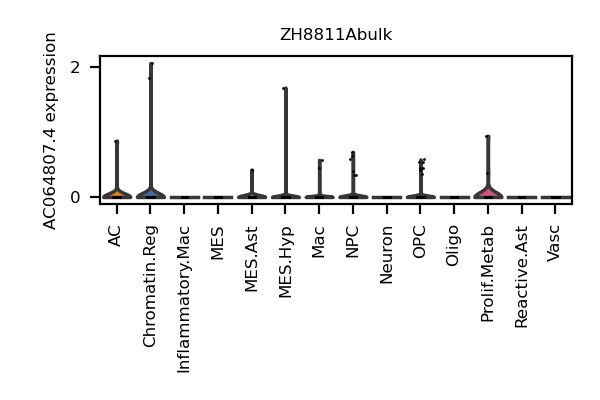 ZH8811Abulk
AC064807.4 expression
2
0
AC
Chromatin.Reg
Inflammatory.Mac
MES
MES.Ast
MES.Hyp
Mac
NPC
Neuron
OPC
Oligo
Prolif.Metab
Reactive.Ast
Vasc